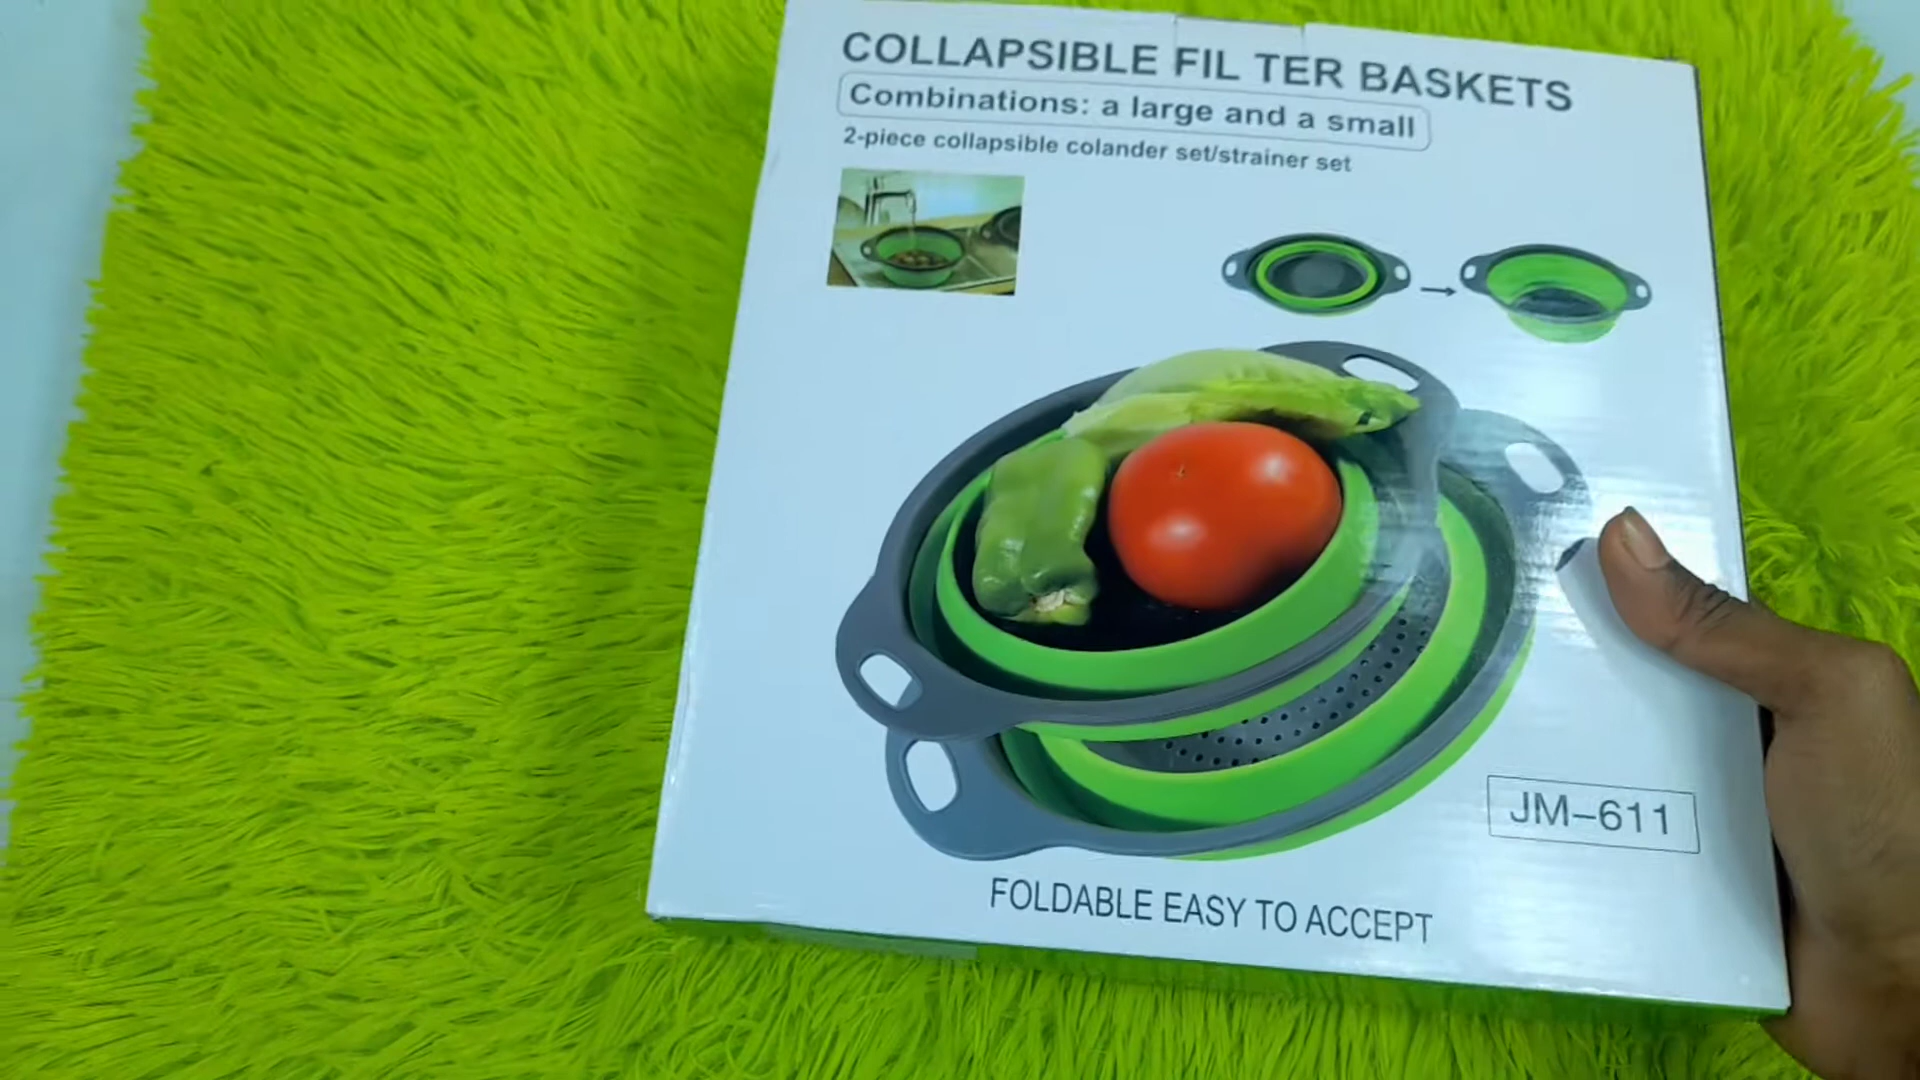 COLLAPSIBLE FIL TER BASKETS
Combinations: a large and a small
2-piece collapsible colander set/strainer set
JM-611
FOLDABLE EASY TO ACCEPT